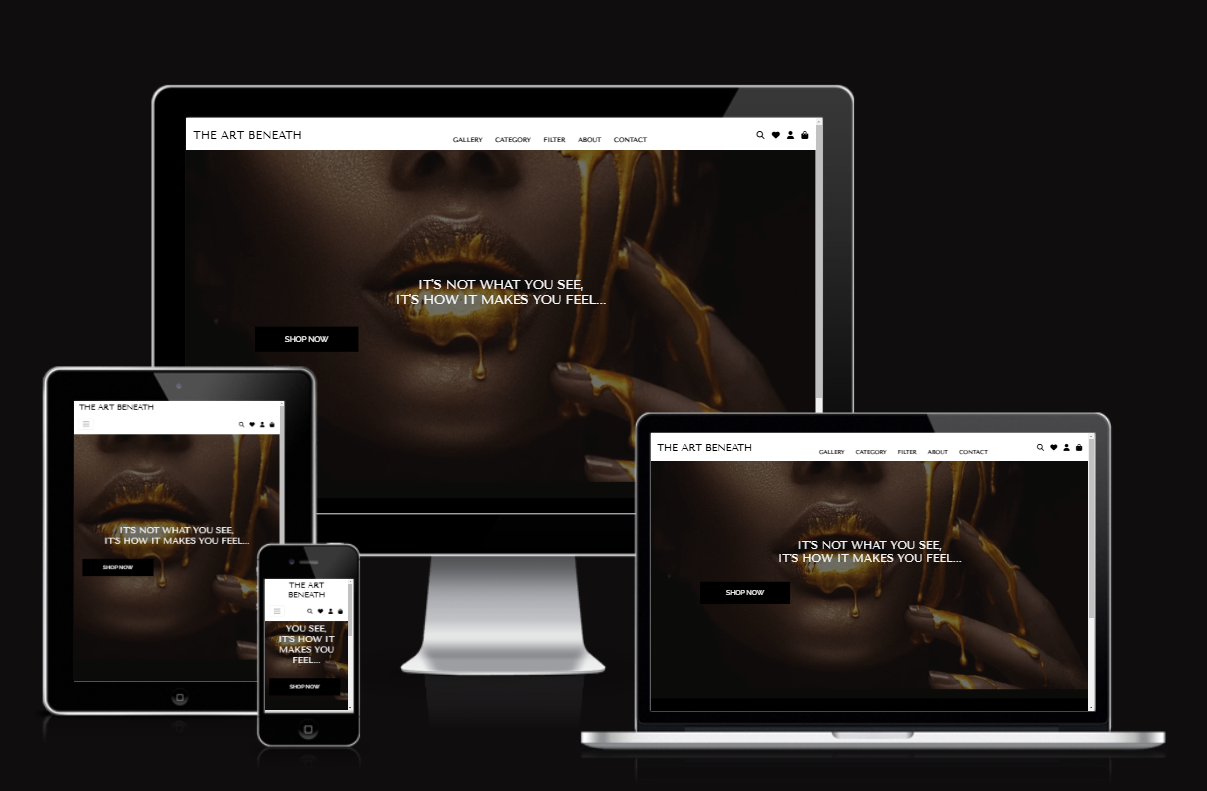 THE ART BENEATH
GALLERY CATEGORY FILTER ABOUT CONTACT
IT'S NOT WHAT YOU SEE,
IT'S HOW IT MAKES YOU FEEL...
SHOP NOW
THE ART BENEATH
IT'S NOT WHAT YOU SEE,
IT'S HOW IT MAKES YOU FEEL...
SHOP NOW
THE ART
BENEATH
YOU SEE,
IT'S HOW IT
MAKES YOU
FEEL...
SHOP NOW
THE ART BENEATH
GALLERY CATEGORY FILTER ABOUT CONTACT
IT'S NOT WHAT YOU SEE,
IT'S HOW IT MAKES YOU FEEL...
SHOP NOW